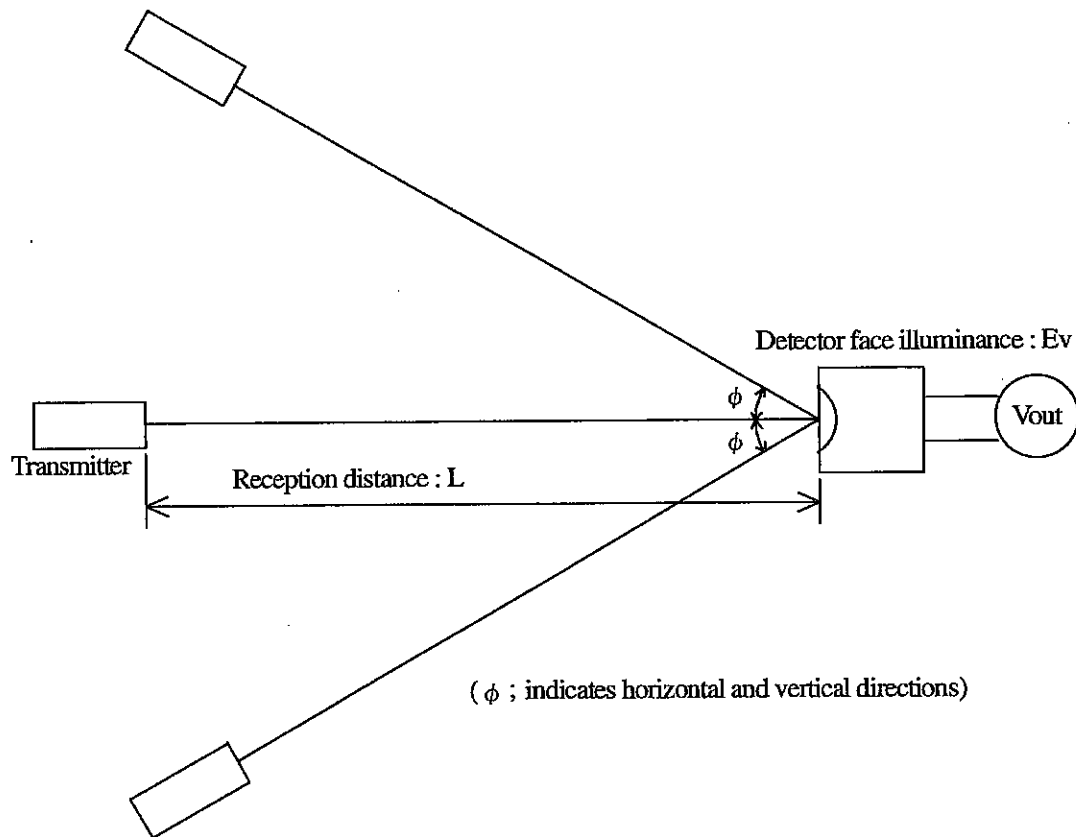 Detector face illuminance : Ev
ϕ
ϕ
Vout
Transmitter
Reception distance : L
( ϕ ; indicates horizontal and vertical directions)